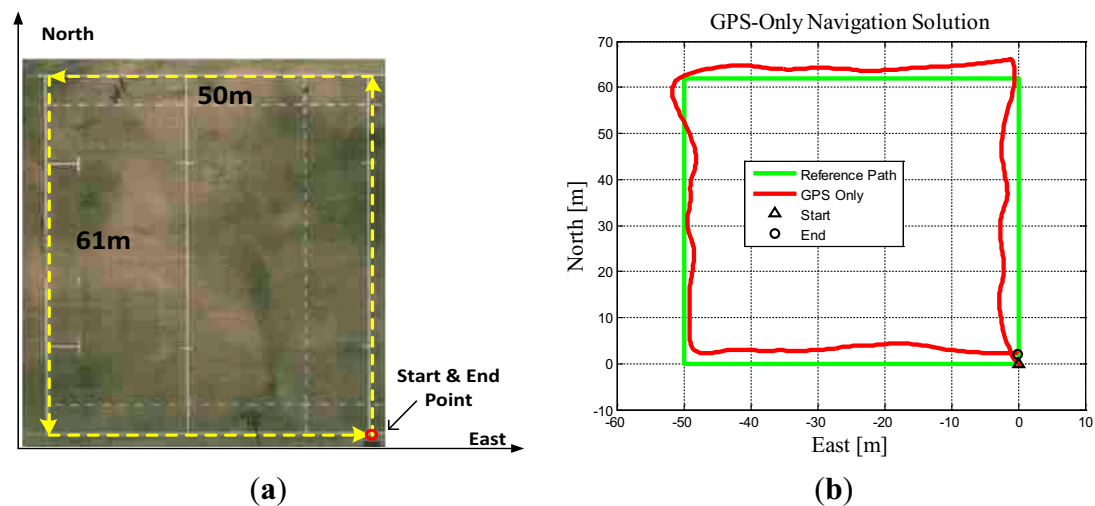 North
50m
61m
Start & End
Point
East
(a)
GPS-Only Navigation Solution
70
60
50
40
30
20
10
0
-10
North [m]
Reference Path
GPS Only
Start
End
-60
-50
-40
-30
-20
-10
0
10
East [m]
(b)